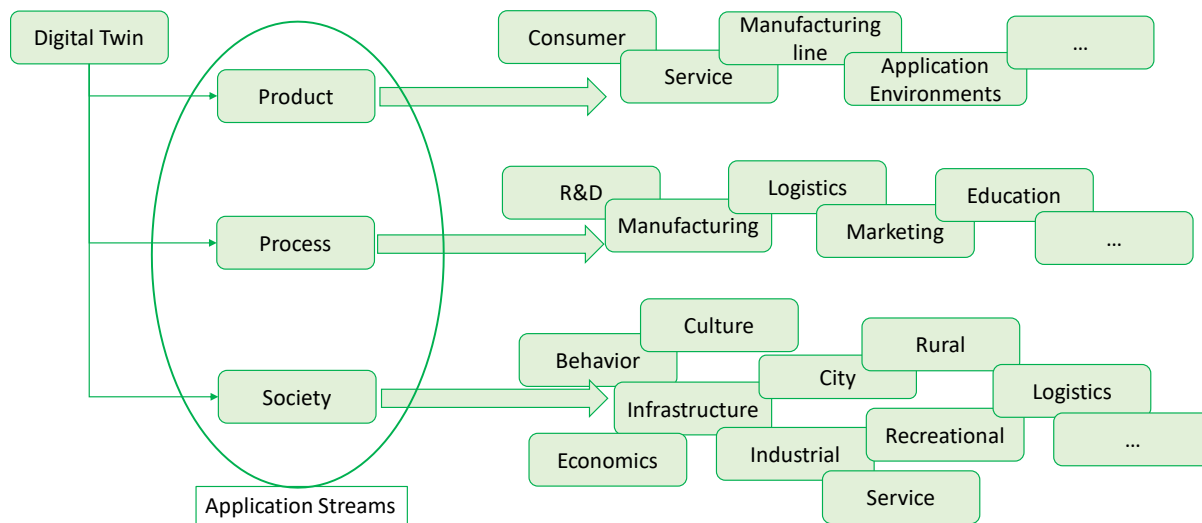 Digital Twin
Product
Process
Society
Application Streams
Consumer
Service
Manufacturing
line
Application
Environments
...
R&D
Manufacturing
Logistics
Marketing
Education
...
Culture
Behavior
Rural
City
Infrastructure
Logistics
Recreational
...
Economics
Industrial
Service